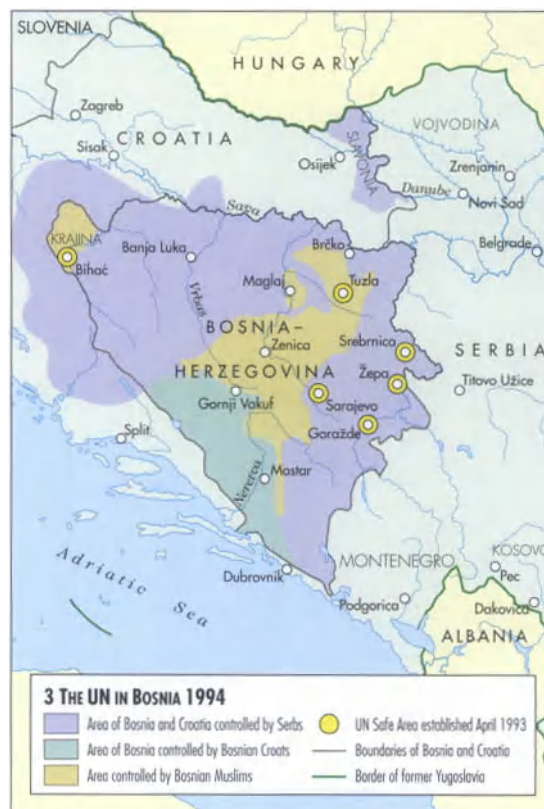 SLOVENIA
HUNGARY
Zagreb
CROATIA
Sisak
VOJVODINA
Osijek
SLAVONIA
Zrenjanin
Danube
Novi Sad
Sava
Belgrade
KRAJINA
Bihać
Banja Luka
Brčko
Maglaj
Tuzla
Vrbas
BOSNIA–
Zenica
Srebrnica
SERBIA
HERZEGOVINA
Žepa
Titovo Užice
Gornji Vakuf
Sarajevo
Goražde
Split
Mostar
Neretva
Adriatic Sea
MONTENEGRO
KOSOVO
Dubrovnik
Pec
Podgorica
Dakovica
ALBANIA
3 THE UN IN BOSNIA 1994
Area of Bosnia and Croatia controlled by Serbs
UN Safe Area established April 1993
Area of Bosnia controlled by Bosnian Croats
Boundaries of Bosnia and Croatia
Area controlled by Bosnian Muslims
Border of former Yugoslavia